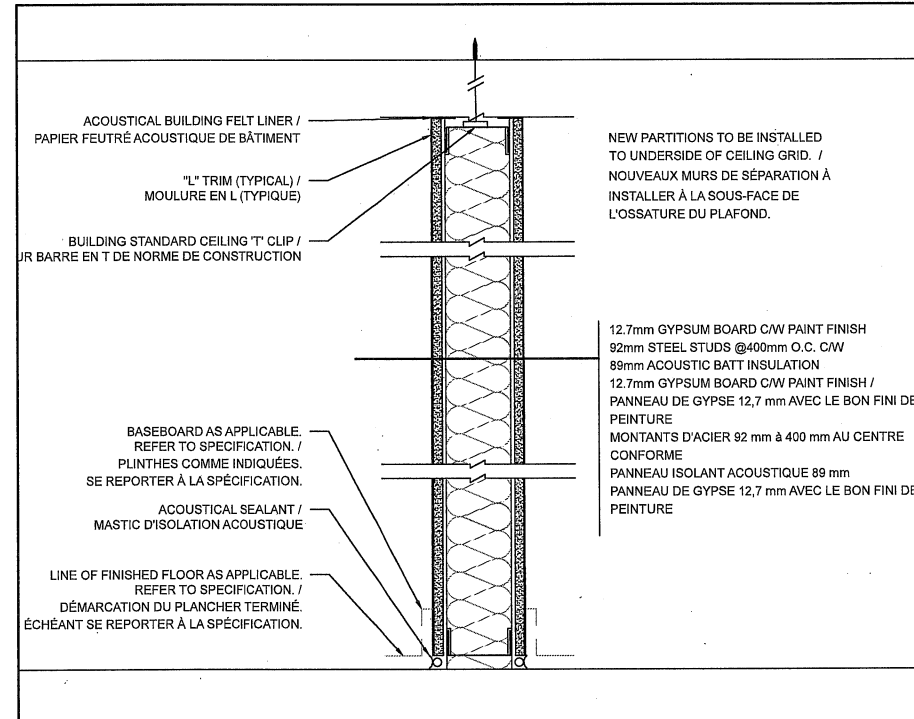 ACOUSTICAL BUILDING FELT LINER /
PAPIER FEUTRÉ ACOUSTIQUE DE BÂTIMENT
"L" TRIM (TYPICAL) /
MOULURE EN L (TYPIQUE)
BUILDING STANDARD CEILING 'T' CLIP /
UR BARRE EN T DE NORME DE CONSTRUCTION
BASEBOARD AS APPLICABLE.
REFER TO SPECIFICATION. /
PLINTHES COMME INDIQUÉES.
SE REPORTER À LA SPÉCIFICATION.
ACOUSTICAL SEALANT /
MASTIC D'ISOLATION ACOUSTIQUE
LINE OF FINISHED FLOOR AS APPLICABLE.
REFER TO SPECIFICATION. /
DÉMARCATION DU PLANCHER TERMINÉ.
ÉCHÉANT SE REPORTER À LA SPÉCIFICATION.
NEW PARTITIONS TO BE INSTALLED
TO UNDERSIDE OF CEILING GRID. /
NOUVEAUX MURS DE SÉPARATION À
INSTALLER À LA SOUS-FACE DE
L'OSSATURE DU PLAFOND.
12.7mm GYPSUM BOARD C/W PAINT FINISH
92mm STEEL STUDS @400mm O.C. C/W
89mm ACOUSTIC BATT INSULATION
12.7mm GYPSUM BOARD C/W PAINT FINISH /
PANNEAU DE GYPSE 12,7 mm AVEC LE BON FINI DE
PEINTURE
MONTANTS D'ACIER 92 mm à 400 mm AU CENTRE
CONFORME
PANNEAU ISOLANT ACOUSTIQUE 89 mm
PANNEAU DE GYPSE 12,7 mm AVEC LE BON FINI DE
PEINTURE